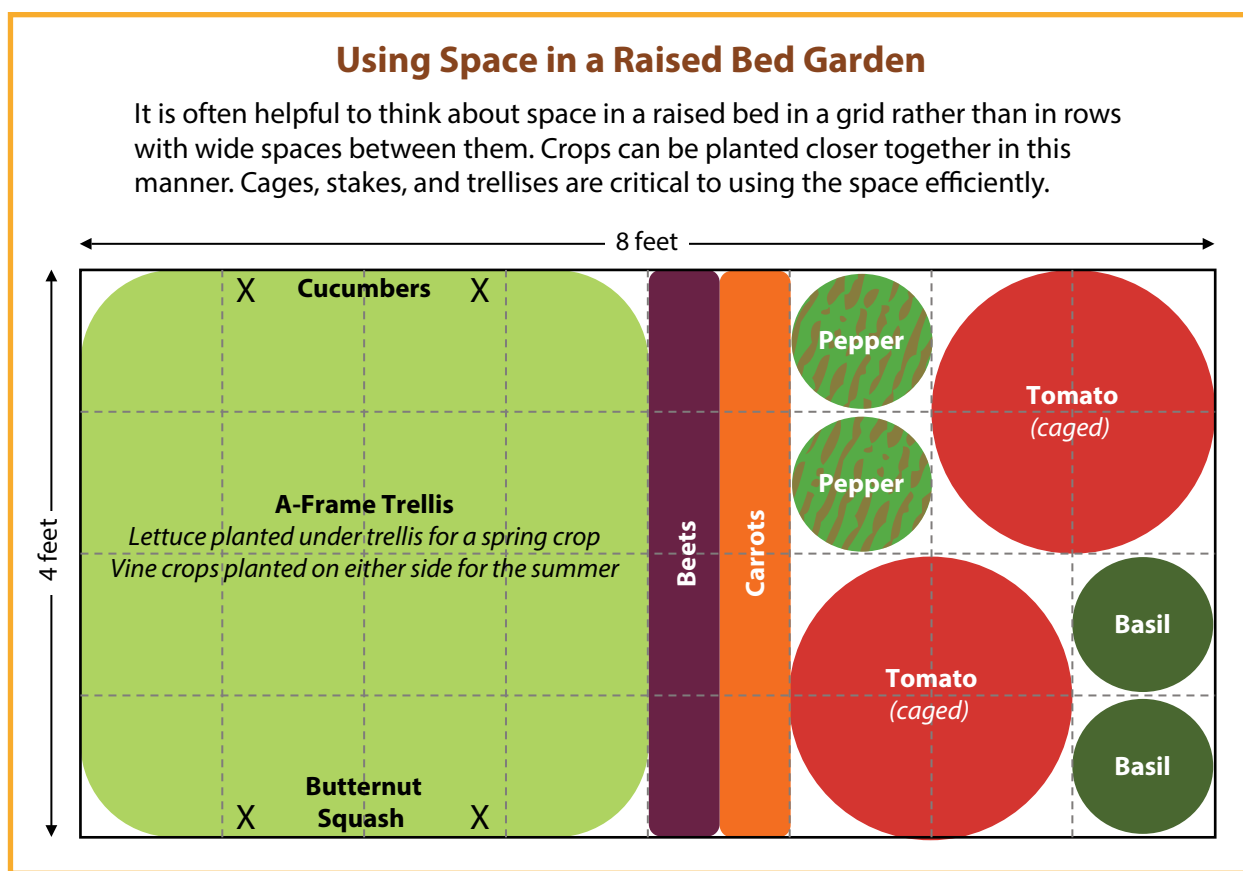 Using Space in a Raised Bed Garden
It is often helpful to think about space in a raised bed in a grid rather than in rows
with wide spaces between them. Crops can be planted closer together in this
manner. Cages, stakes, and trellises are critical to using the space efficiently.
8 feet
4 feet
X Cucumbers X
A-Frame Trellis
Lettuce planted under trellis for a spring crop
Vine crops planted on either side for the summer
Butternut
X Squash X
Beets
Carrots
Pepper
Pepper
Tomato
(caged)
Tomato
(caged)
Basil
Basil